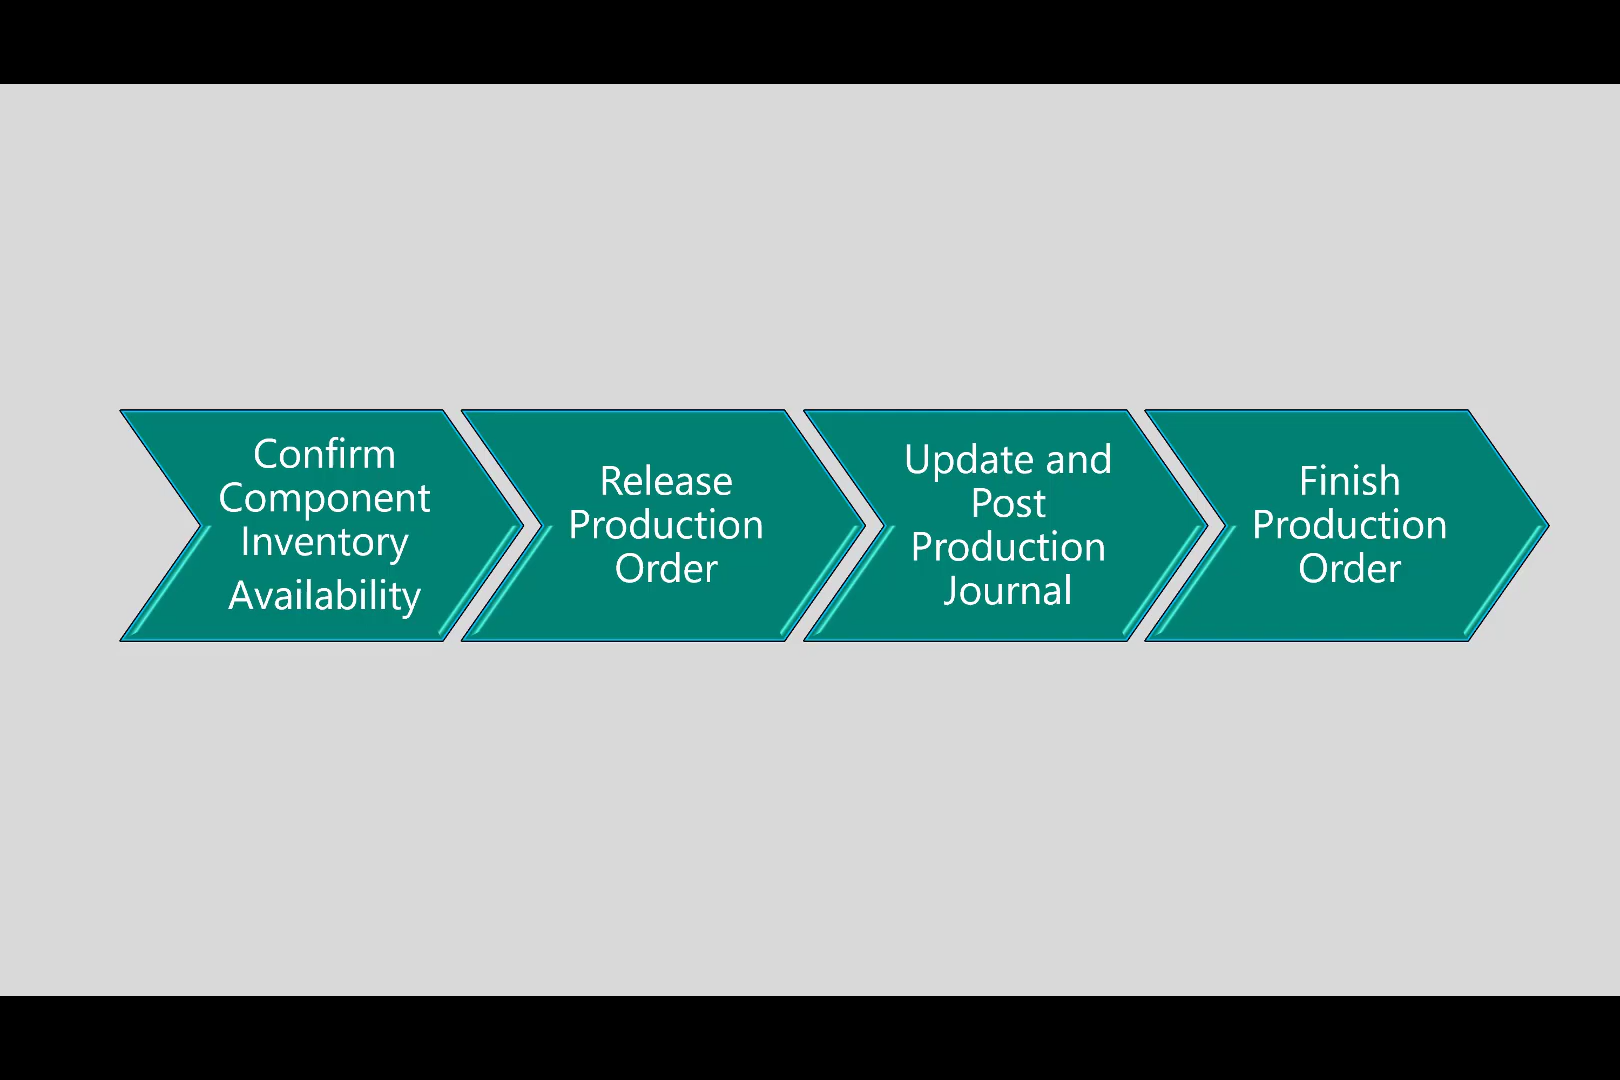 Confirm
Component
Inventory
Availability
Release
Production
Order
Update and
Post
Production
Journal
Finish
Production
Order